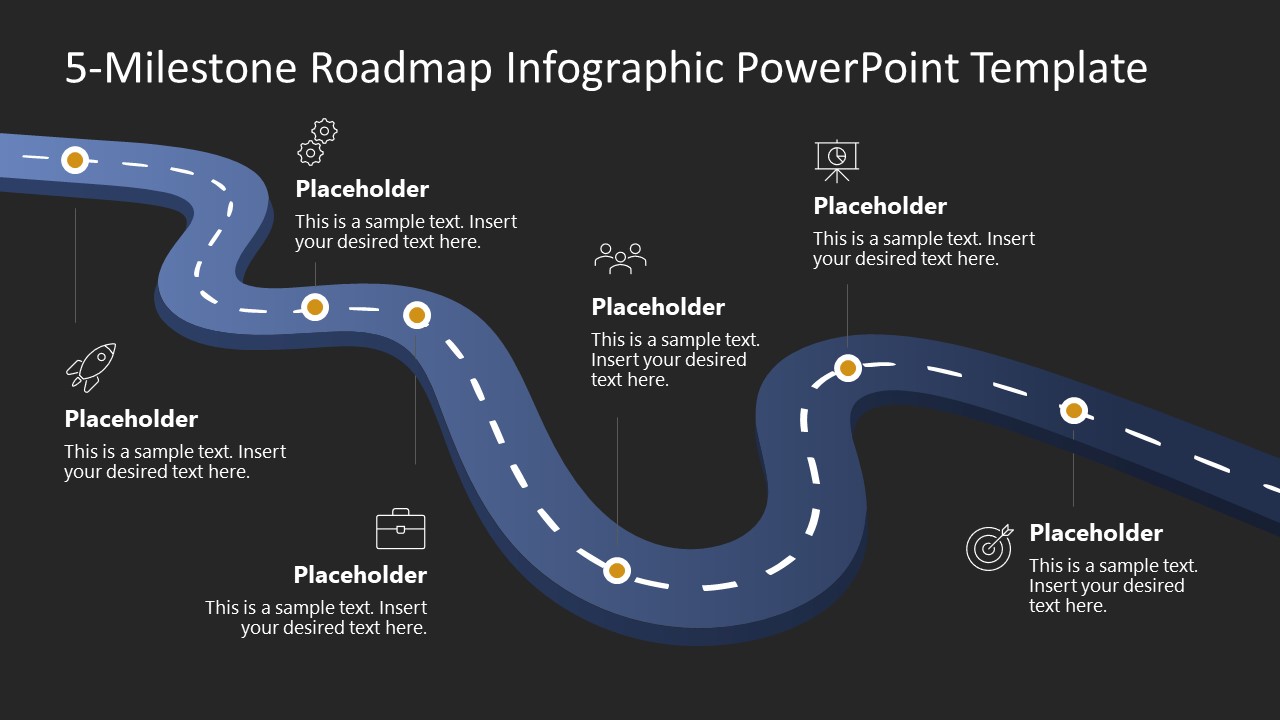 5-Milestone Roadmap Infographic PowerPoint Template
Placeholder
This is a sample text. Insert
your desired text here.
Placeholder
This is a sample text. Insert
your desired text here.
Placeholder
This is a sample text. Insert
your desired text here.
Placeholder
This is a sample text.
Insert your desired
text here.
Placeholder
This is a sample text. Insert
your desired text here.
Placeholder
This is a sample text.
Insert your desired
text here.